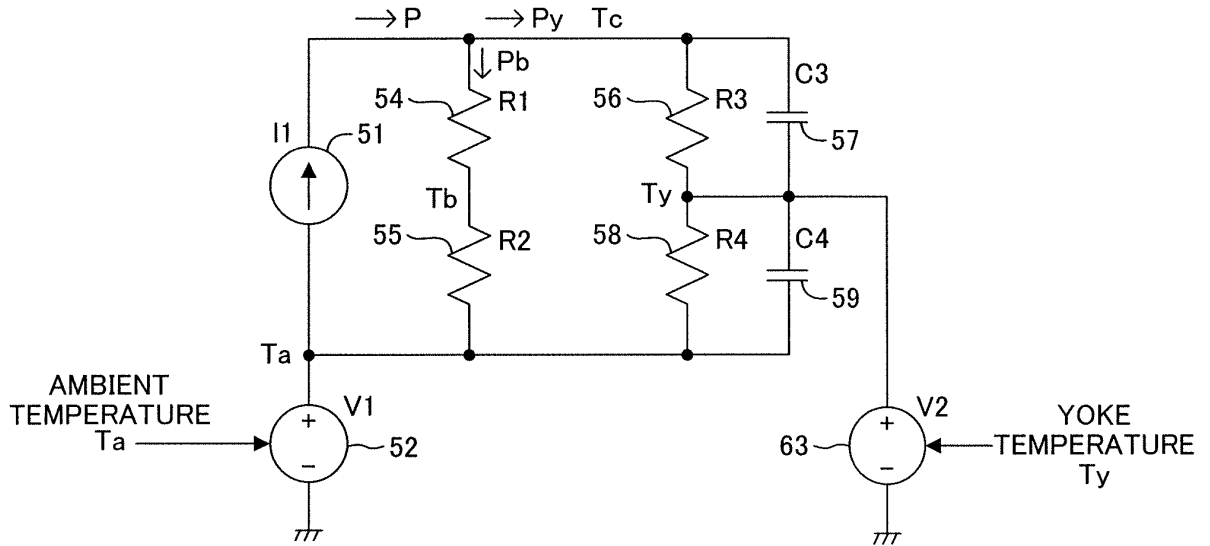 → P
→ Py
Tc
↓ Pb
C3
54
R1
56
R3
57
I1
51
Tb
Ty
55
R2
58
R4
C4
59
Ta
AMBIENT
TEMPERATURE
Ta
V1
+
−
52
V2
+
−
63
YOKE
TEMPERATURE
Ty